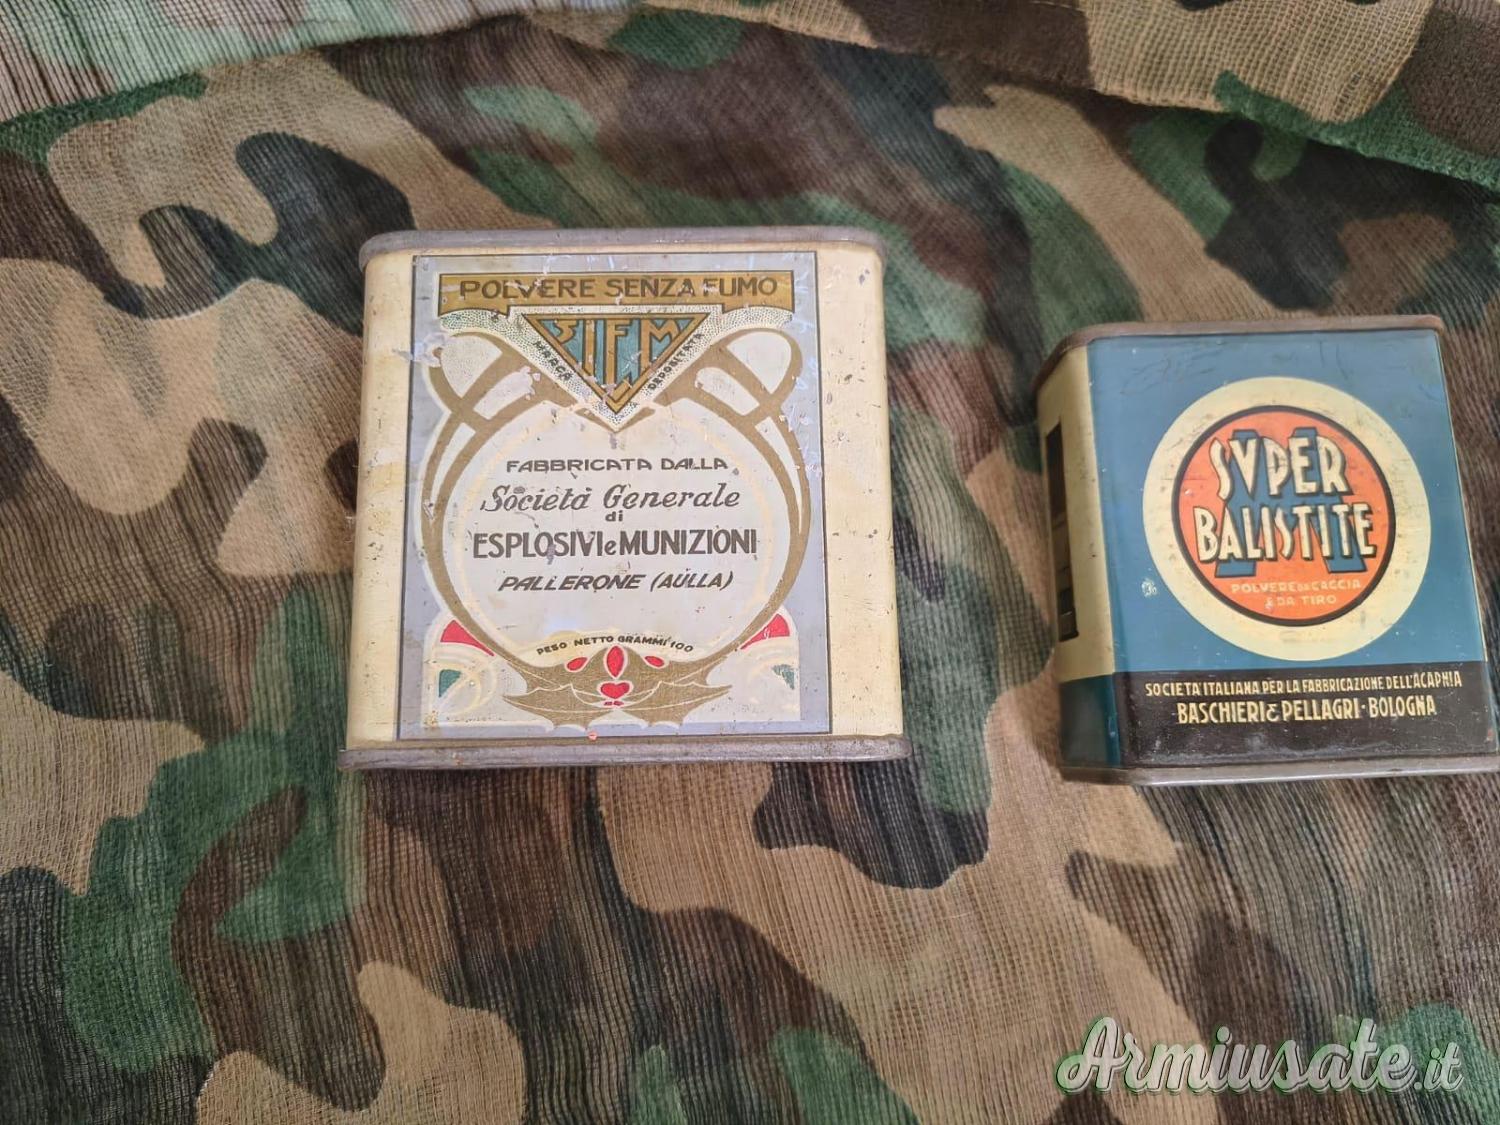 POLVERE SENZA FUMO
SIEM
MARCA DEPOSITATA
FABBRICATA DALLA
Società Generale
di
ESPLOSIVI e MUNIZIONI
PALLERONE (AULLA)
PESO NETTO GRAMMI 100
SVPER
BALISTITE
POLVERE DA CACCIA
E DA TIRO
SOCIETA' ITALIANA PER LA FABBRICAZIONE DELL'ACAPNIA
BASCHIERI & PELLAGRI - BOLOGNA
Armiusate.it